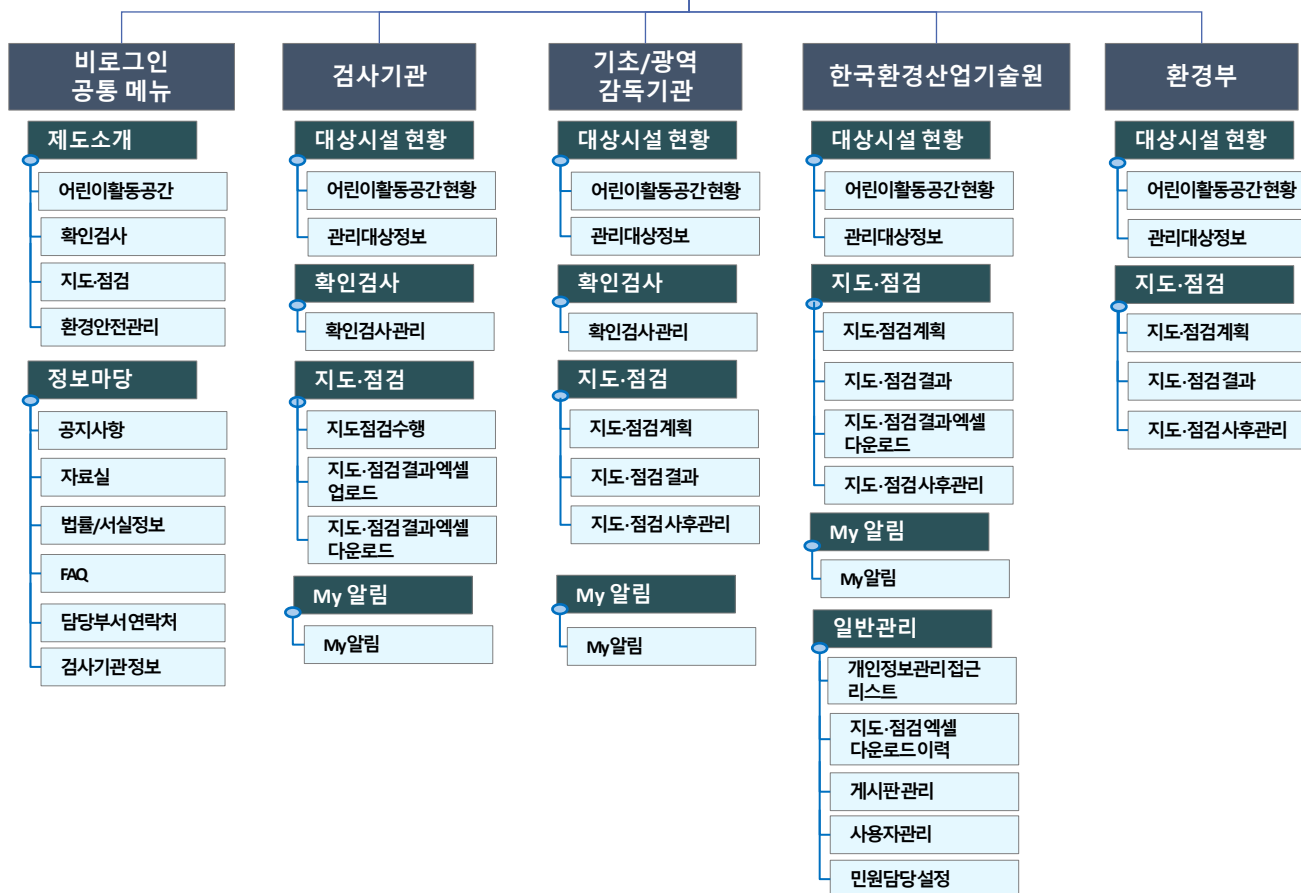 비로그인
공통 메뉴
제도소개
어린이활동공간
확인검사
지도·점검
환경안전관리
정보마당
공지사항
자료실
법률/서실정보
FAQ
담당부서 연락처
검사기관정보
검사기관
대상시설 현황
어린이활동공간현황
관리대상정보
확인검사
확인검사관리
지도·점검
지도점검수행
지도·점검결과엑셀
업로드
지도·점검결과엑셀
다운로드
My 알림
My알림
기초/광역
감독기관
대상시설 현황
어린이활동공간현황
관리대상정보
확인검사
확인검사관리
지도·점검
지도·점검계획
지도·점검결과
지도·점검사후관리
My 알림
My알림
한국환경산업기술원
대상시설 현황
어린이활동공간현황
관리대상정보
지도·점검
지도·점검계획
지도·점검결과
지도·점검결과엑셀
다운로드
지도·점검사후관리
My 알림
My알림
일반관리
개인정보관리접근
리스트
지도·점검엑셀
다운로드이력
게시판관리
사용자관리
민원담당설정
환경부
대상시설 현황
어린이활동공간현황
관리대상정보
지도·점검
지도·점검계획
지도·점검결과
지도·점검사후관리